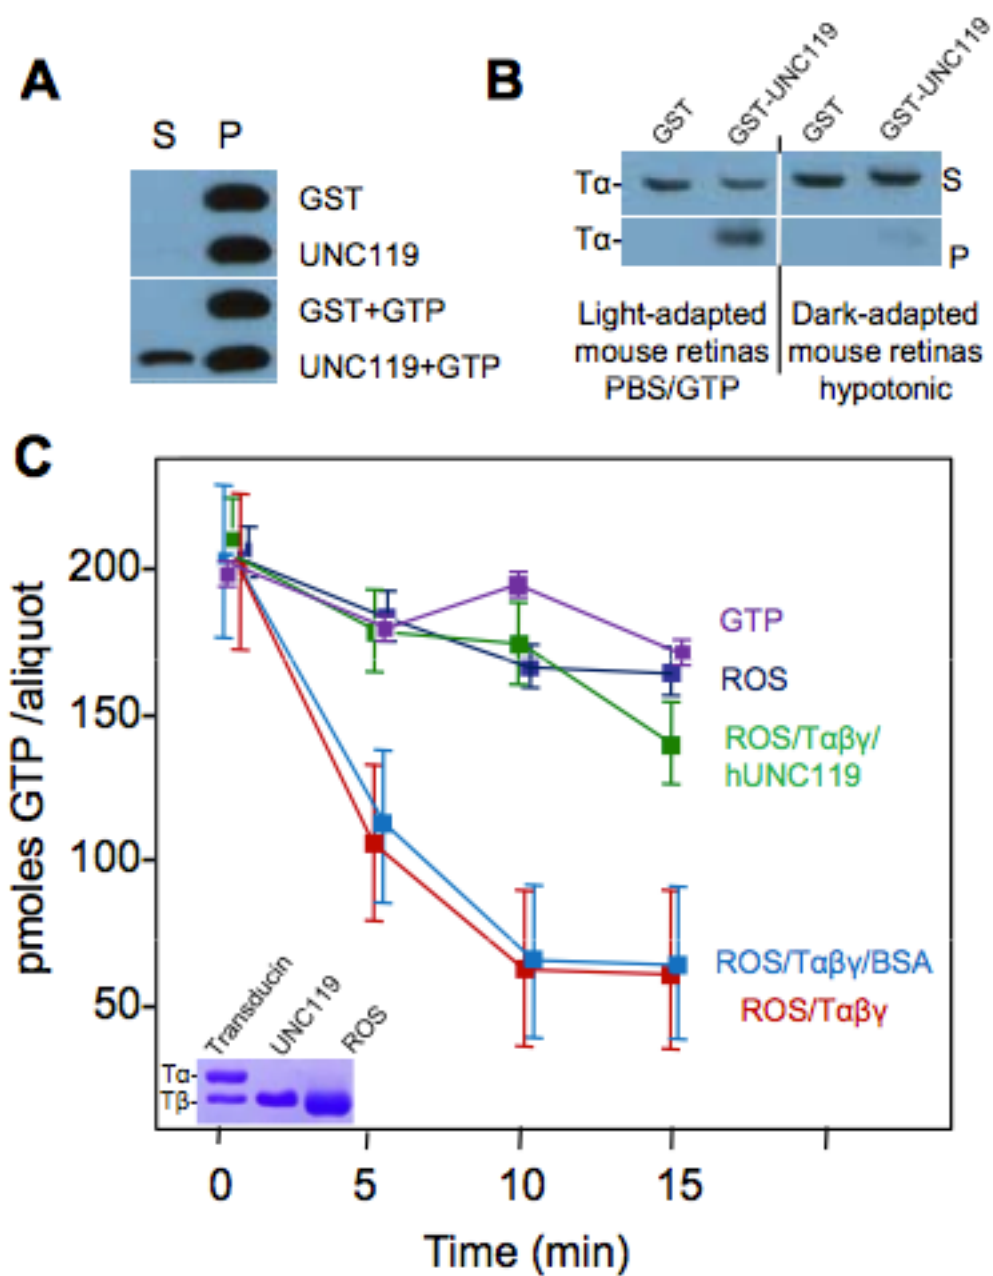 A
S P
GST
UNC119
GST+GTP
UNC119+GTP
B
GST
GST-UNC119
GST
GST-UNC119
Tα-
S
Tα-
P
Light-adapted
mouse retinas
PBS/GTP
Dark-adapted
mouse retinas
hypotonic
C
pmoles GTP /aliquot
200
150
100
50
GTP
ROS
ROS/Tαβγ/
hUNC119
ROS/Tαβγ/BSA
ROS/Tαβγ
Transducin
UNC119
ROS
Tα-
Tβ-
0 5 10 15
Time (min)